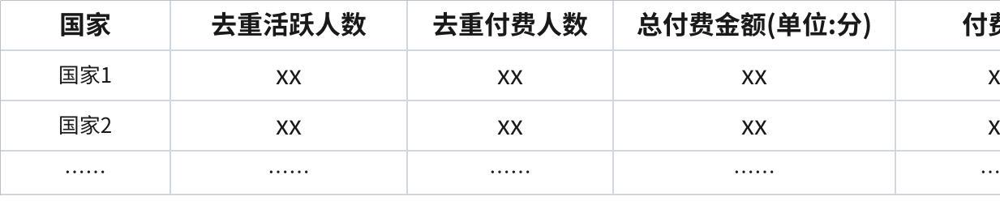 国家 去重活跃人数 去重付费人数 总付费金额(单位:分) 付
国家1 xx xx xx x
国家2 xx xx xx x
…… …… …… ……